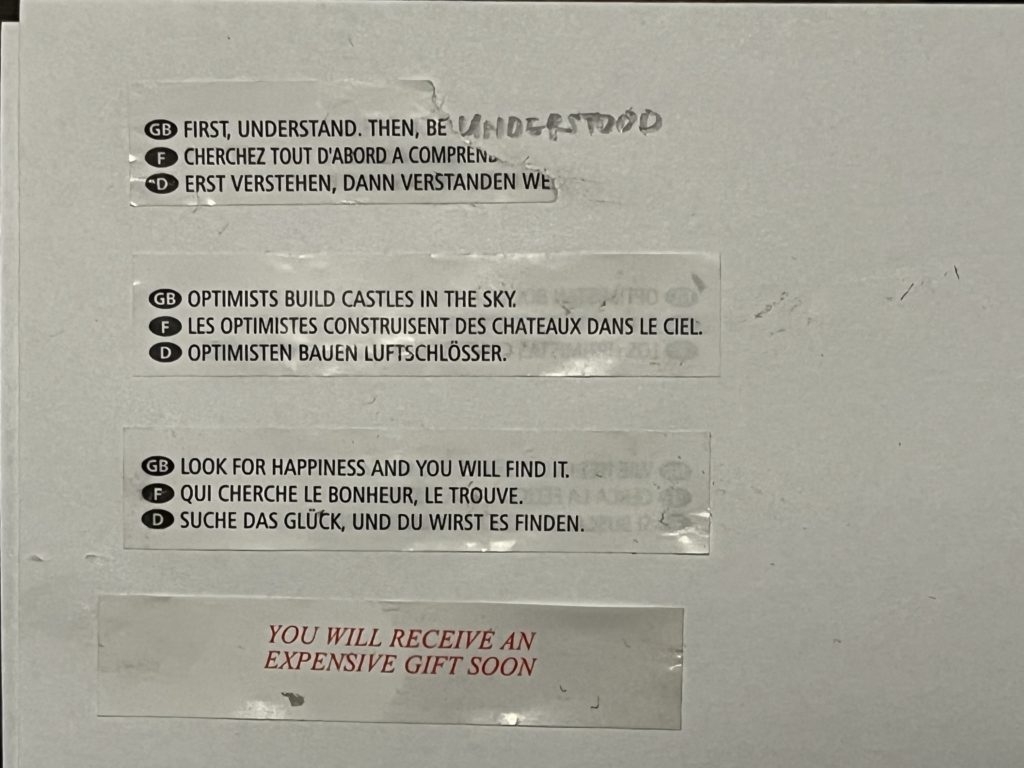 GB FIRST, UNDERSTAND. THEN, BE UNDERSTOOD
F CHERCHEZ TOUT D'ABORD A
D ERST VERSTEHEN, DANN VERSTANDEN WE
GB OPTIMISTS BUILD CASTLES IN THE SKY.
F LES OPTIMISTES CONSTRUISENT DES CHATEAUX DANS LE CIEL.
D OPTIMISTEN BAUEN LUFTSCHLÖSSER.
GB LOOK FOR HAPPINESS AND YOU WILL FIND IT.
F QUI CHERCHE LE BONHEUR, LE TROUVE.
D SUCHE DAS GLÜCK, UND DU WIRST ES FINDEN.
YOU WILL RECEIVE AN
EXPENSIVE GIFT SOON